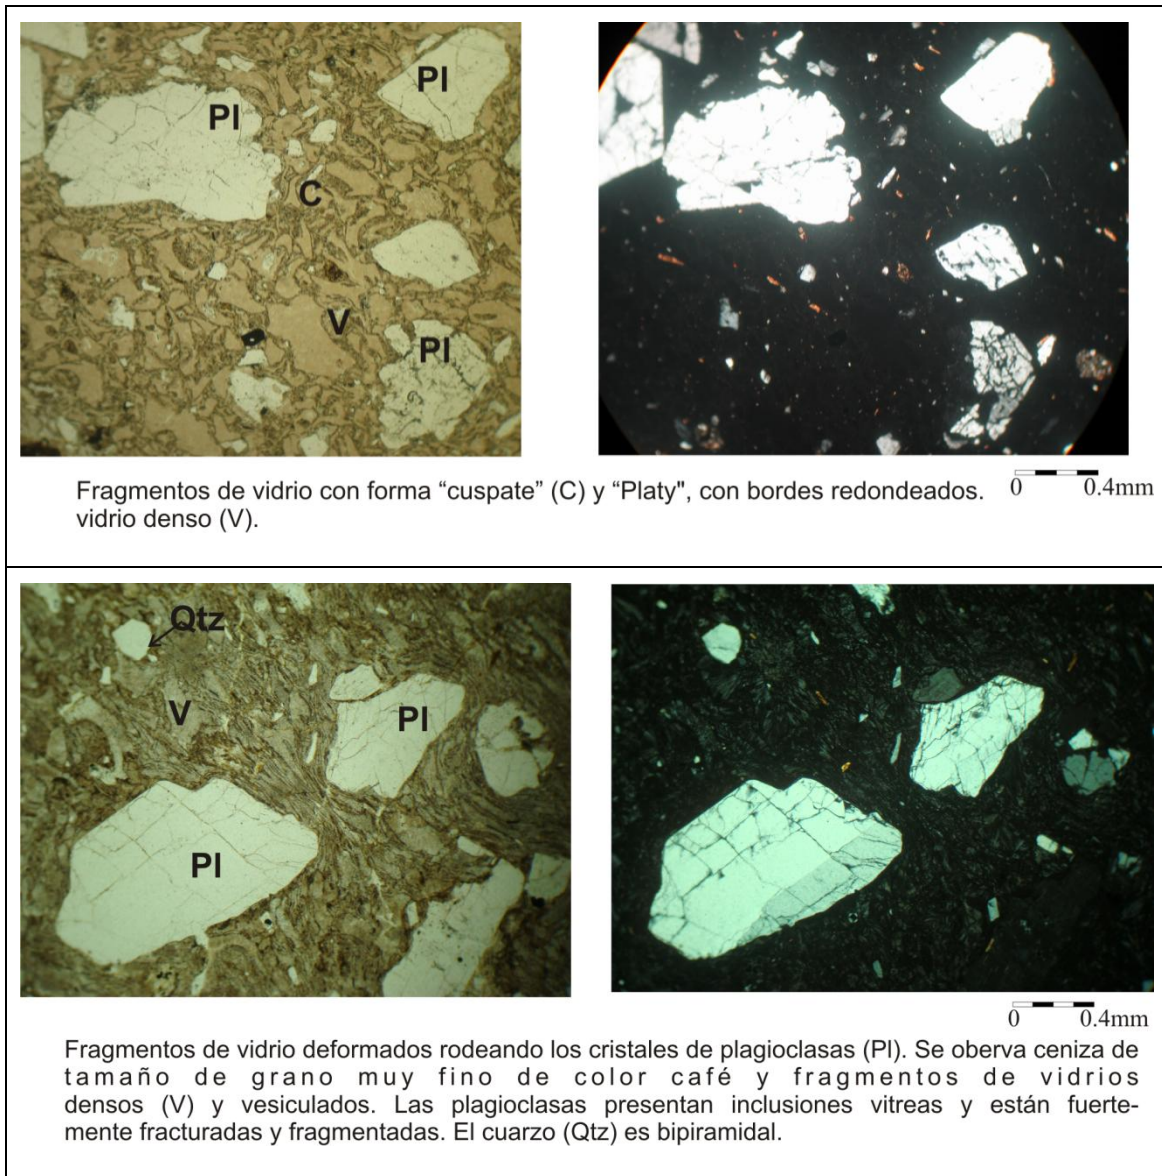 Pl
Pl
C
V
Pl
Fragmentos de vidrio con forma “cuspate” (C) y “Platy", con bordes redondeados.
vidrio denso (V).
0 0.4mm
Qtz
V
Pl
Pl
0 0.4mm
Fragmentos de vidrio deformados rodeando los cristales de plagioclasas (Pl). Se oberva ceniza de
tamaño de grano muy fino de color café y fragmentos de vidrios
densos (V) y vesiculados. Las plagioclasas presentan inclusiones vitreas y están fuerte-
mente fracturadas y fragmentadas. El cuarzo (Qtz) es bipiramidal.